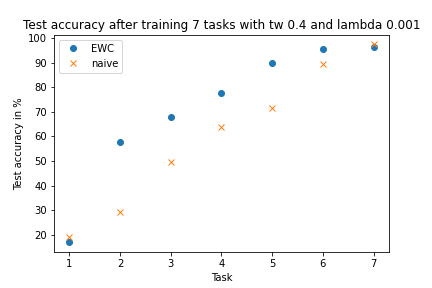 Test accuracy after training 7 tasks with tw 0.4 and lambda 0.001
100
90
80
70
60
50
40
30
20
Test accuracy in %
EWC
naive
1 2 3 4 5 6 7
Task